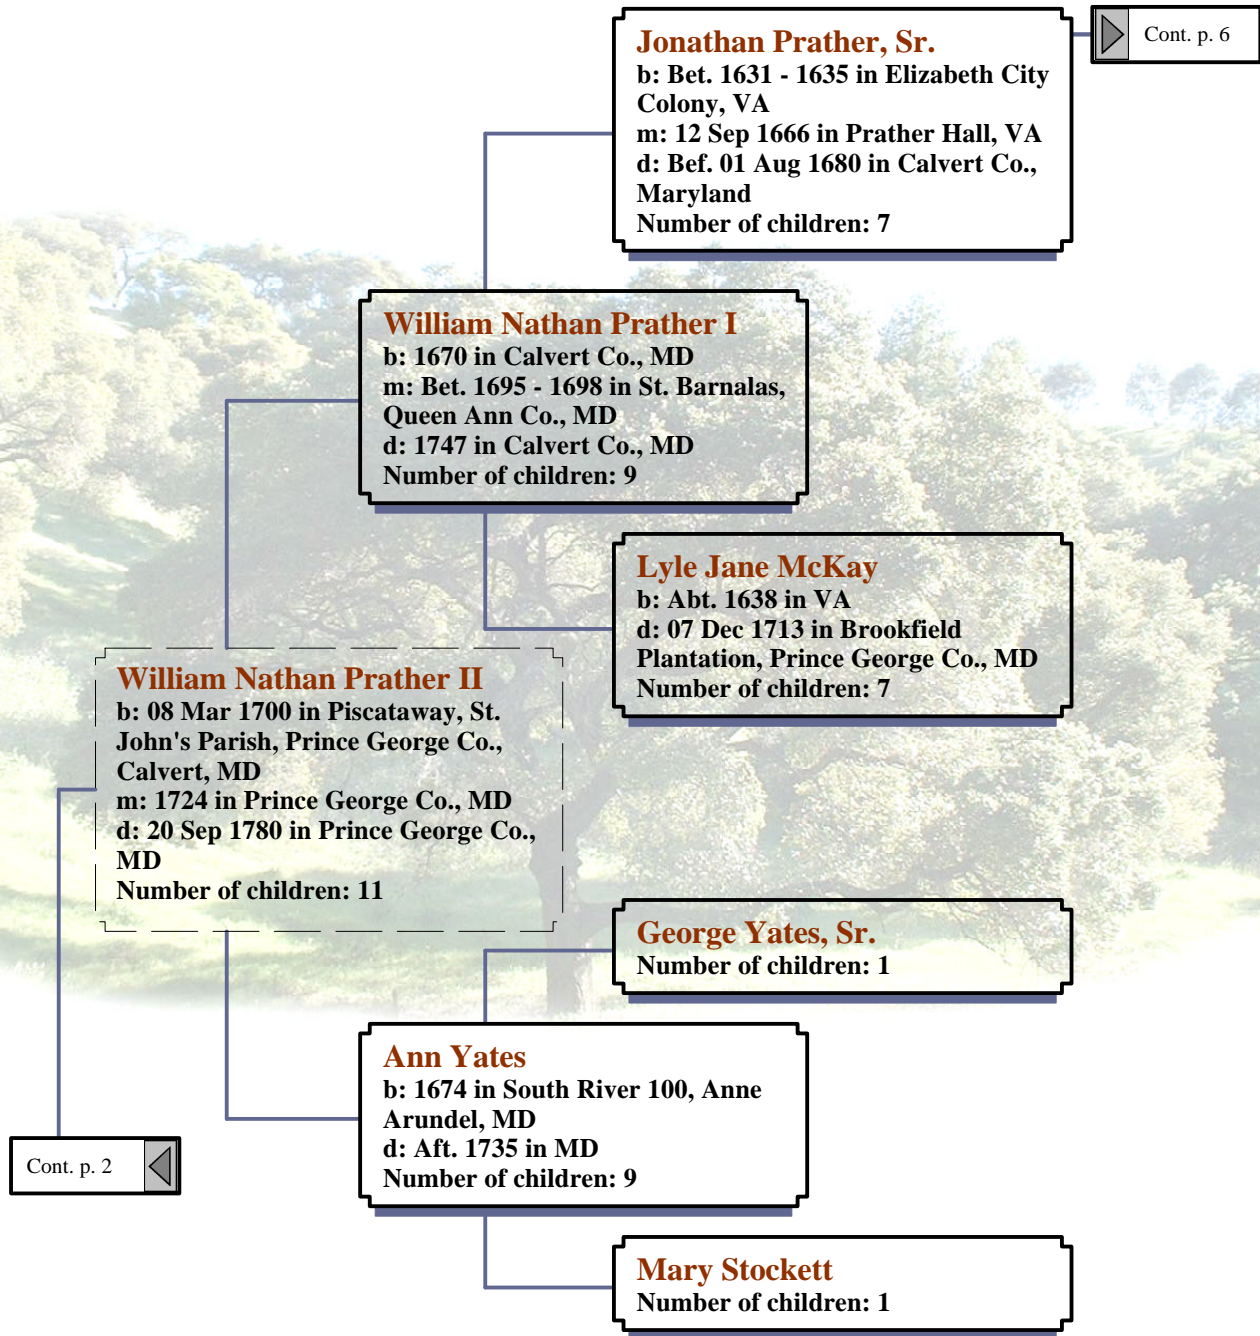 Jonathan Prather, Sr.
b: Bet. 1631 - 1635 in Elizabeth City
Colony, VA
m: 12 Sep 1666 in Prather Hall, VA
d: Bef. 01 Aug 1680 in Calvert Co.,
Maryland
Number of children: 7
Cont. p. 6
William Nathan Prather I
b: 1670 in Calvert Co., MD
m: Bet. 1695 - 1698 in St. Barnalas,
Queen Ann Co., MD
d: 1747 in Calvert Co., MD
Number of children: 9
Lyle Jane McKay
b: Abt. 1638 in VA
d: 07 Dec 1713 in Brookfield
Plantation, Prince George Co., MD
Number of children: 7
William Nathan Prather II
b: 08 Mar 1700 in Piscataway, St.
John's Parish, Prince George Co.,
Calvert, MD
m: 1724 in Prince George Co., MD
d: 20 Sep 1780 in Prince George Co.,
MD
Number of children: 11
George Yates, Sr.
Number of children: 1
Ann Yates
b: 1674 in South River 100, Anne
Arundel, MD
d: Aft. 1735 in MD
Number of children: 9
Cont. p. 2
Mary Stockett
Number of children: 1